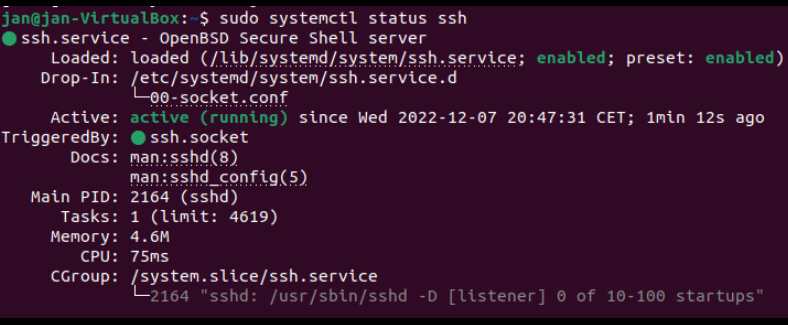 jan@jan-VirtualBox:~$ sudo systemctl status ssh
● ssh.service - OpenBSD Secure Shell server
     Loaded: loaded (/lib/systemd/system/ssh.service; enabled; preset: enabled)
    Drop-In: /etc/systemd/system/ssh.service.d
             └─00-socket.conf
     Active: active (running) since Wed 2022-12-07 20:47:31 CET; 1min 12s ago
TriggeredBy: ● ssh.socket
       Docs: man:sshd(8)
             man:sshd_config(5)
   Main PID: 2164 (sshd)
      Tasks: 1 (limit: 4619)
     Memory: 4.6M
        CPU: 75ms
     CGroup: /system.slice/ssh.service
             └─2164 "sshd: /usr/sbin/sshd -D [listener] 0 of 10-100 startups"